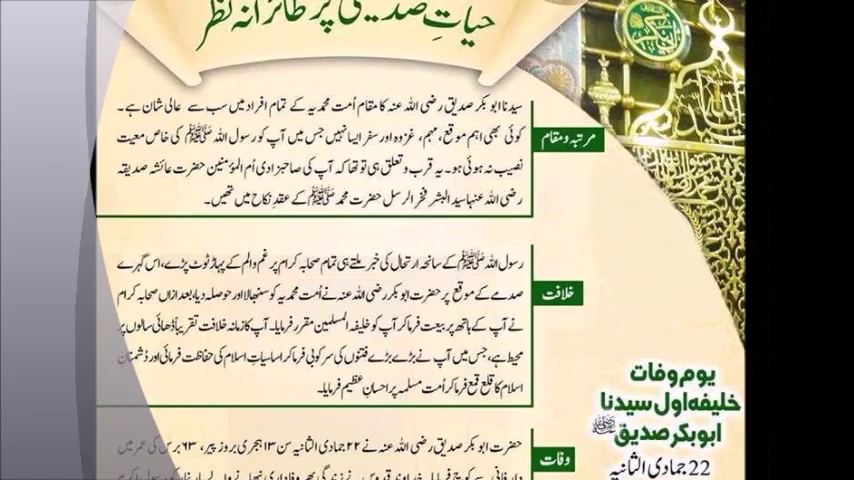 حیاتِ صدیقی پر طائرانہ نظر
مرتبہ و مقام
سیدنا ابوبکر صدیق رضی اللہ عنہ کا مقام اُمت محمدیہ کے تمام افراد میں سب سے عالی شان ہے۔
کوئی بھی اہم موقع، مہم، غزوہ اور سفر ایسا نہیں جس میں آپ کو رسول اللہ ﷺ کی خاص معیت
نصیب نہ ہوئی ہو۔ یہ قرب و تعلق ہی تو تھا کہ آپ کی صاحبزادی اُم المؤمنین حضرت عائشہ صدیقہ
رضی اللہ عنہا سید البشر فخر الرسل حضرت محمد ﷺ کے عقدِ نکاح میں تھیں۔
خلافت
رسول اللہ ﷺ کے سانحہ ارتحال کی خبر ملتے ہی تمام صحابہ کرام پر غم و الم کے پہاڑ ٹوٹ پڑے، اس گہرے
صدمے کے موقع پر حضرت ابوبکر رضی اللہ عنہ نے اُمت محمدیہ کو سنبھالا اور حوصلہ دیا، بعد ازاں صحابہ کرام
نے آپ کے ہاتھ پر بیعت فرما کر آپ کو خلیفۃ المسلمین مقرر فرمایا۔ آپ کا زمانہ خلافت تقریباً ڈھائی سالوں پر
محیط ہے، جس میں آپ نے بڑے بڑے فتنوں کی سرکوبی فرما کر اساسیاتِ اسلام کی حفاظت فرمائی اور دُشمنانِ
اسلام کا قلع قمع فرما کر اُمت مسلمہ پر احسانِ عظیم فرمایا۔
وفات
حضرت ابوبکر صدیق رضی اللہ عنہ نے ۲۲ جمادی الثانیہ سن ۱۳ ہجری بروز پیر، ۶۳ برس کی عمر میں
یوم وفات
خلیفہ اول سیدنا
ابوبکر صدیق
22 جمادی الثانیہ